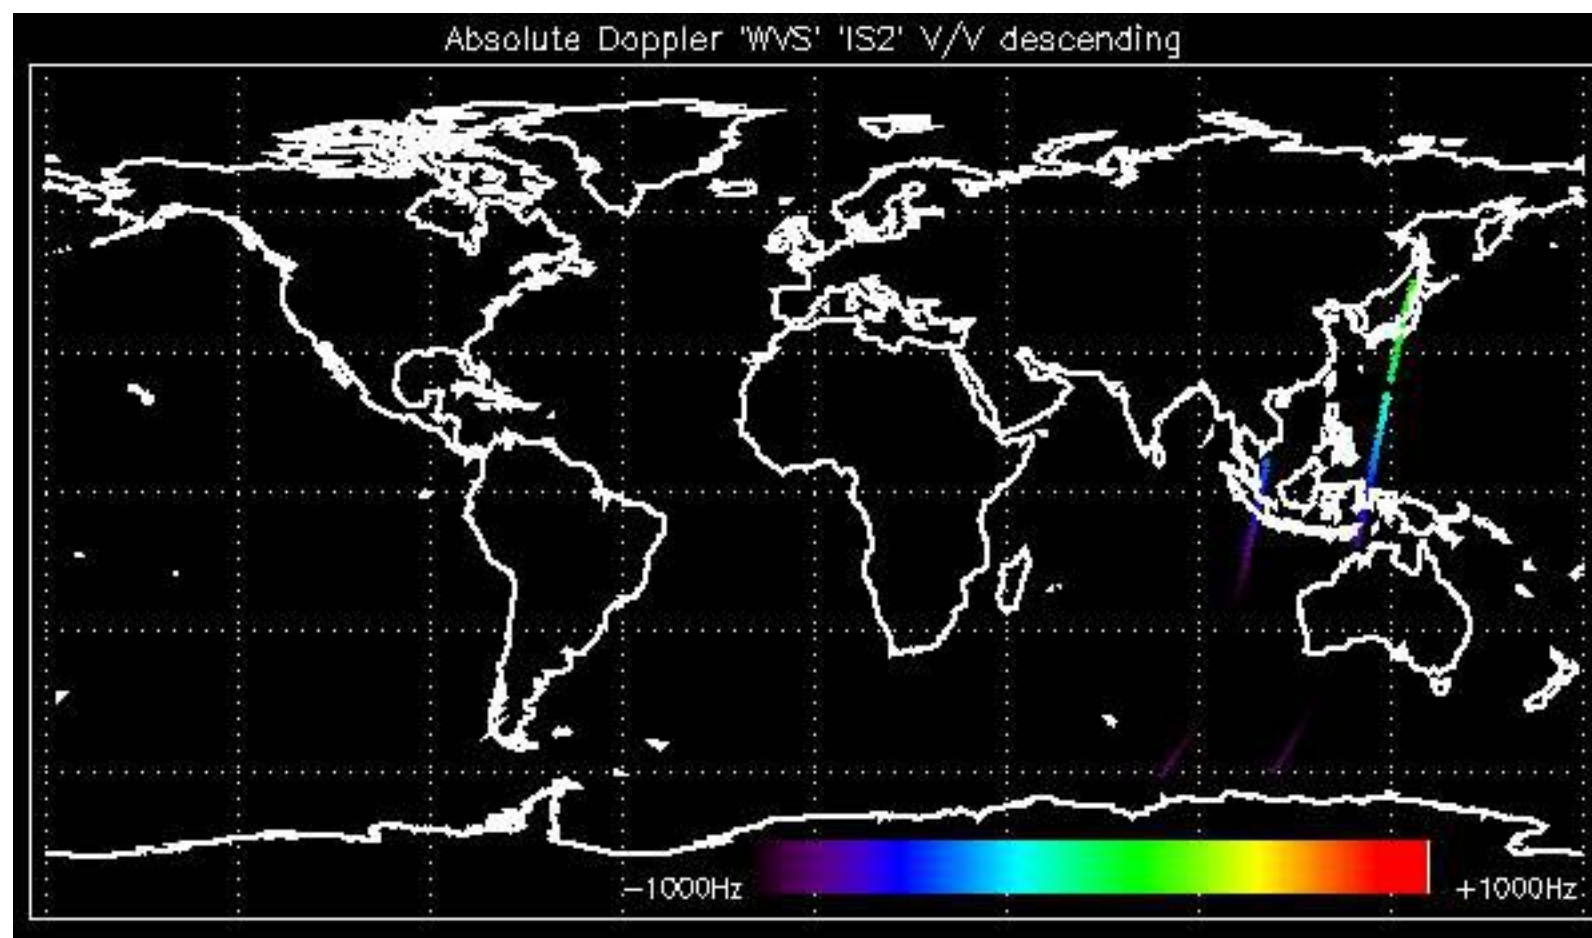 Absolute Doppler 'WVS' 'IS2' V/V descending
−1000Hz
+1000Hz